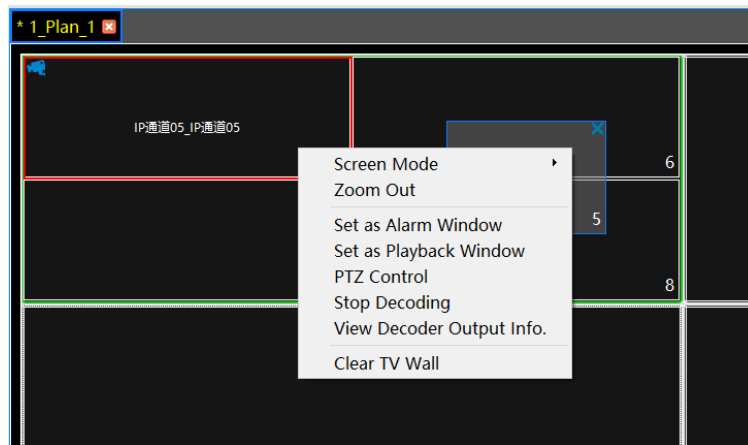 * 1_Plan_1
IP通道05_IP通道05
6
5
8
Screen Mode
Zoom Out
Set as Alarm Window
Set as Playback Window
PTZ Control
Stop Decoding
View Decoder Output Info.
Clear TV Wall